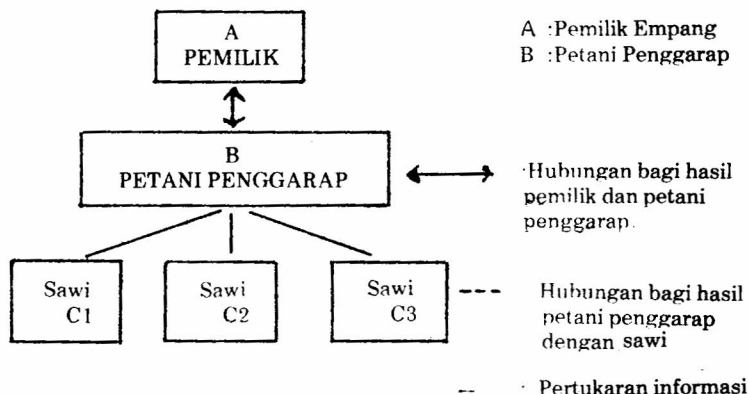 A
PEMILIK
A :Pemilik Empang
B :Petani Penggarap
B
PETANI PENGGARAP
:Hubungan bagi hasil
pemilik dan petani
penggarap.
Sawi
C1
Sawi
C2
Sawi
C3
Hubungan bagi hasil
petani penggarap
dengan sawi
: Pertukaran informasi